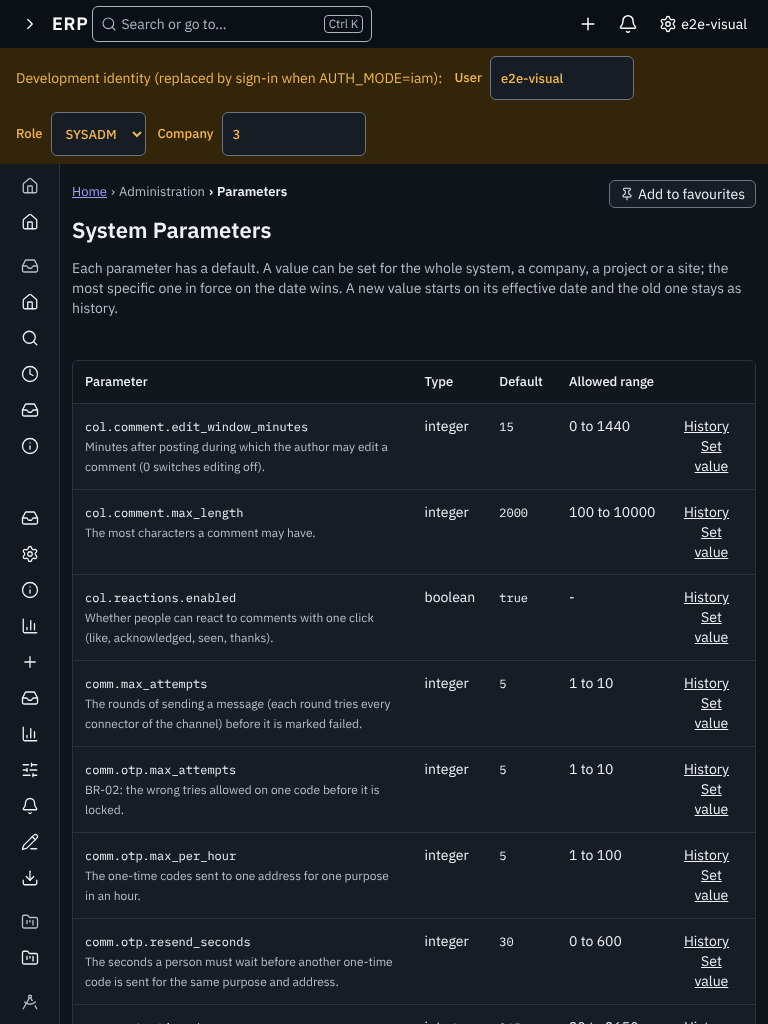 ERP
Search or go to...
Ctrl K
e2e-visual
Development identity (replaced by sign-in when AUTH_MODE=iam): User e2e-visual
Role SYSADM Company 3
Home › Administration › Parameters
Add to favourites
System Parameters
Each parameter has a default. A value can be set for the whole system, a company, a project or a site; the
most specific one in force on the date wins. A new value starts on its effective date and the old one stays as
history.
Parameter Type Default Allowed range
col.comment.edit_window_minutes integer 15 0 to 1440 History
Minutes after posting during which the author may edit a Set
comment (0 switches editing off). value
col.comment.max_length integer 2000 100 to 10000 History
The most characters a comment may have. Set
value
col.reactions.enabled boolean true - History
Whether people can react to comments with one click Set
(like, acknowledged, seen, thanks). value
comm.max_attempts integer 5 1 to 10 History
The rounds of sending a message (each round tries every Set
connector of the channel) before it is marked failed. value
comm.otp.max_attempts integer 5 1 to 10 History
BR-02: the wrong tries allowed on one code before it is Set
locked. value
comm.otp.max_per_hour integer 5 1 to 100 History
The one-time codes sent to one address for one purpose Set
in an hour. value
comm.otp.resend_seconds integer 30 0 to 600 History
The seconds a person must wait before another one-time Set
code is sent for the same purpose and address. value